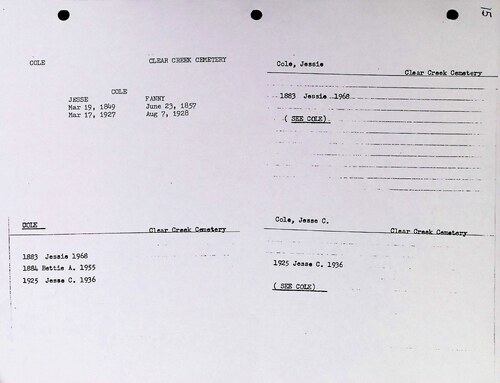 15
COLE CLEAR CREEK CEMETERY
COLE
JESSE FANNY
Mar 19, 1849 June 23, 1857
Mar 17, 1927 Aug 7, 1928
Cole, Jessie
Clear Creek Cemetery
1883 Jessie 1968
( SEE COLE)
COLE
Clear Creek Cemetery
1883 Jessie 1968
1884 Bettie A. 1955
1925 Jesse C. 1936
Cole, Jesse C.
Clear Creek Cemetery
1925 Jesse C. 1936
( SEE COLE)